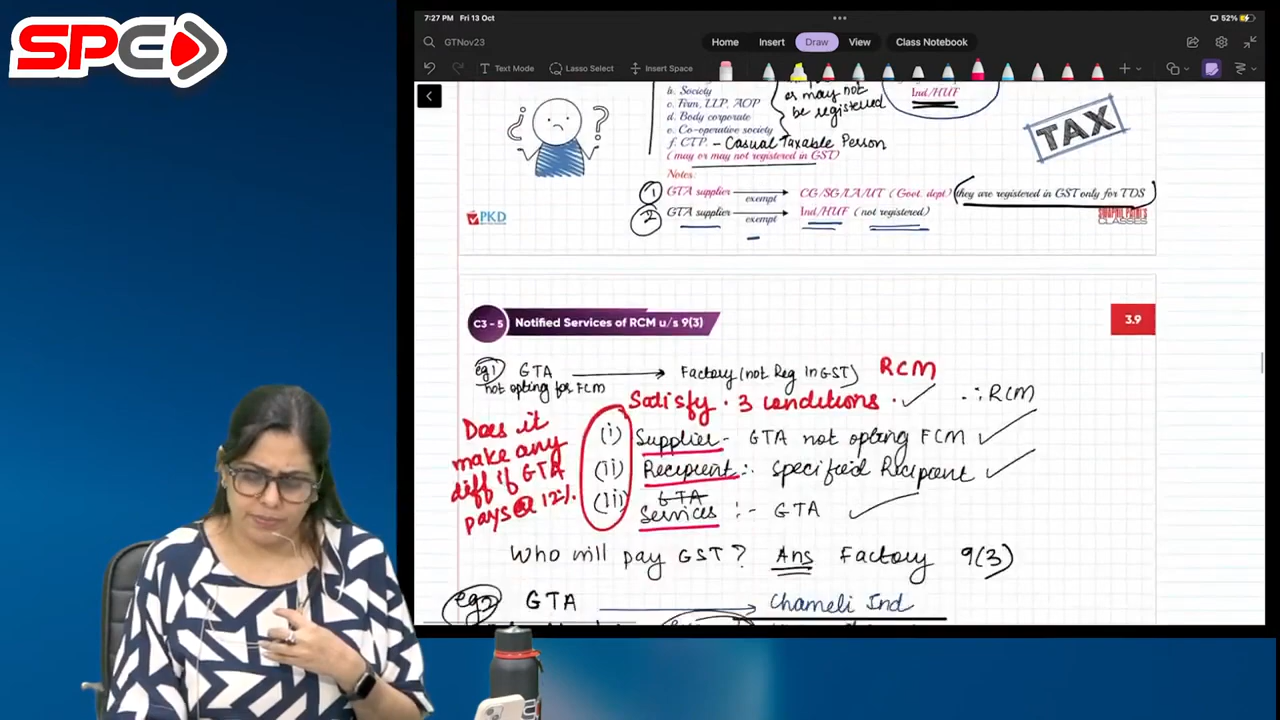 SPC
7:27 PM Fri 13 Oct
52%
GTNov23
Home Insert Draw View Class Notebook
Text Mode Lasso Select Insert Space
b. Society
c. Firm, LLP, AOP
d. Body corporate
e. Co-operative society
f. CTP - Casual Taxable Person
(may or may not registered in GST)
or may not
be registered
Ind/HUF
TAX
Notes:
1 GTA supplier exempt CG/SG/LA/UT (Govt. dept.) (they are registered in GST only for TDS)
2 GTA supplier exempt Ind/HUF (not registered)
PKD
CLASSES
C3 - 5 Notified Services of RCM u/s 9(3)
3.9
eg1 GTA Factory (not Reg in GST) RCM
not opting for FCM
Satisfy 3 conditions ∴ RCM
(i) Supplier - GTA not opting FCM
(ii) Recipient :- Specified Recipient
(iii) GTA
Services :- GTA
Does it
make any
diff if GTA
pays @ 12%.
Who will pay GST? Ans Factory 9(3)
eg2 GTA Chameli Ind